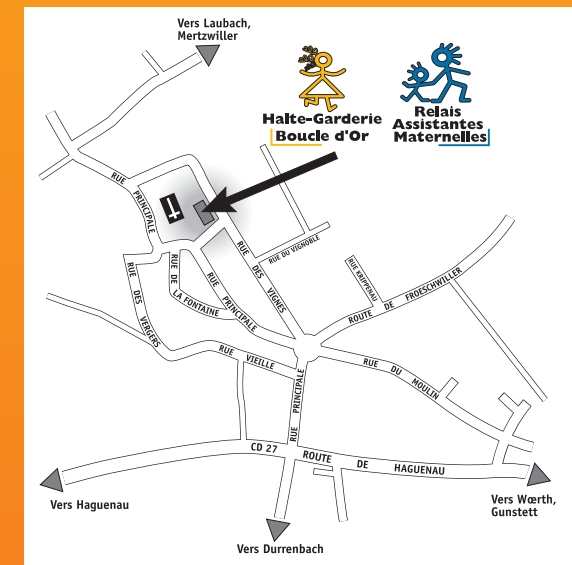 Vers Laubach,
Mertzwiller
Halte-Garderie
Boucle d'Or
Relais
Assistantes
Maternelles
RUE PRINCIPALE
RUE DU VIGNOBLE
RUE DES VIGNES
RUE KRIPPENAU
ROUTE DE FROESCHWILLER
RUE DE LA FONTAINE
RUE PRINCIPALE
RUE DES VERGERS
RUE VIEILLE
RUE DU MOULIN
RUE PRINCIPALE
CD 27 ROUTE DE HAGUENAU
Vers Haguenau
Vers Wœrth,
Gunstett
Vers Durrenbach